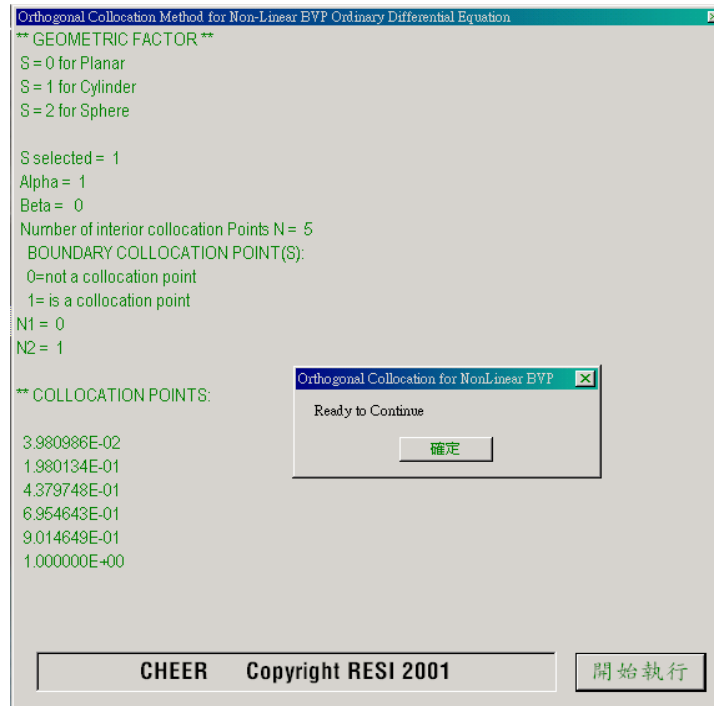 Orthogonal Collocation Method for Non-Linear BVP Ordinary Differential Equation
** GEOMETRIC FACTOR **
S = 0 for Planar
S = 1 for Cylinder
S = 2 for Sphere
S selected = 1
Alpha = 1
Beta = 0
Number of interior collocation Points N = 5
BOUNDARY COLLOCATION POINT(S):
0=not a collocation point
1= is a collocation point
N1 = 0
N2 = 1
** COLLOCATION POINTS:
3.980986E-02
1.980134E-01
4.379748E-01
6.954643E-01
9.014649E-01
1.000000E+00
Orthogonal Collocation for NonLinear BVP
Ready to Continue
確定
CHEER Copyright RESI 2001
開始執行